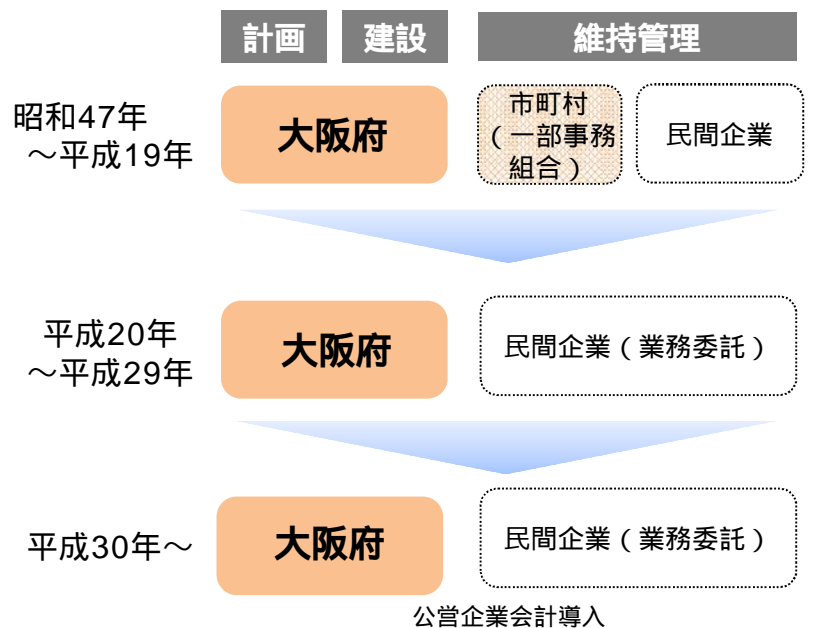 計画
建設
維持管理
昭和47年
～平成19年
大阪府
市町村
（一部事務
組合）
民間企業
平成20年
～平成29年
大阪府
民間企業（業務委託）
平成30年～
大阪府
民間企業（業務委託）
公営企業会計導入